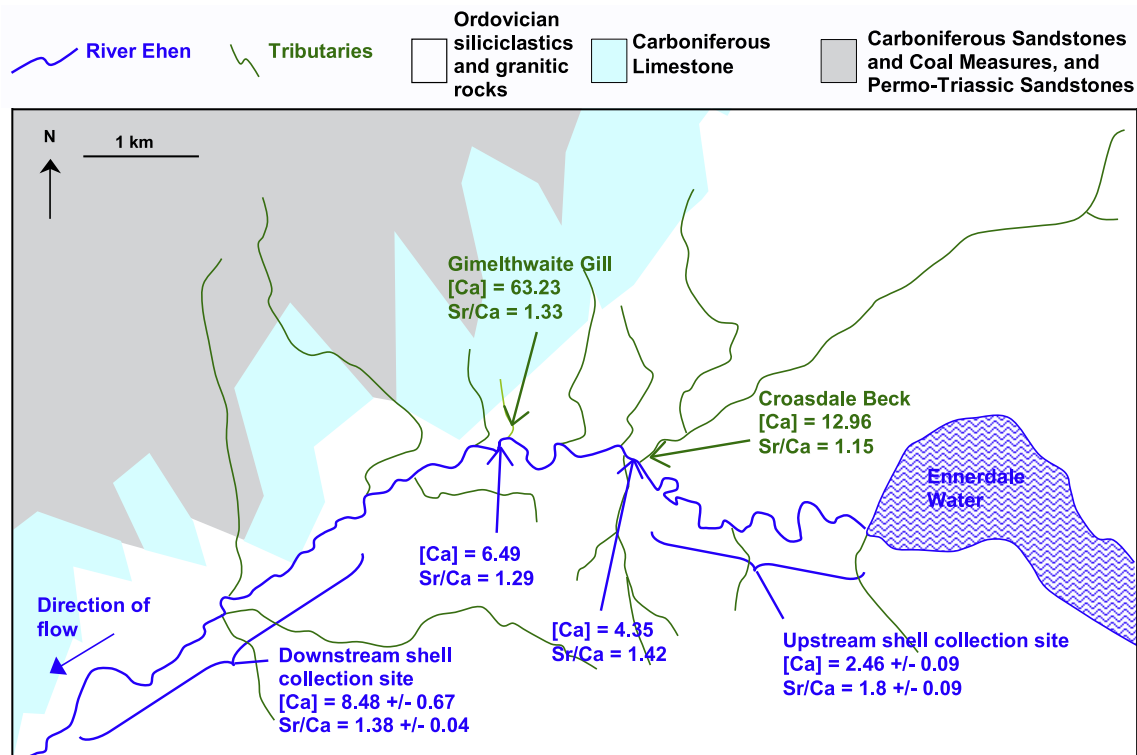 River Ehen
Tributaries
Ordovician
siliciclastics
and granitic
rocks
Carboniferous
Limestone
Carboniferous Sandstones
and Coal Measures, and
Permo-Triassic Sandstones
N
1 km
Gimelthwaite Gill
[Ca] = 63.23
Sr/Ca = 1.33
Croasdale Beck
[Ca] = 12.96
Sr/Ca = 1.15
Ennerdale
Water
[Ca] = 6.49
Sr/Ca = 1.29
[Ca] = 4.35
Sr/Ca = 1.42
Upstream shell collection site
[Ca] = 2.46 +/- 0.09
Sr/Ca = 1.8 +/- 0.09
Direction of
flow
Downstream shell
collection site
[Ca] = 8.48 +/- 0.67
Sr/Ca = 1.38 +/- 0.04